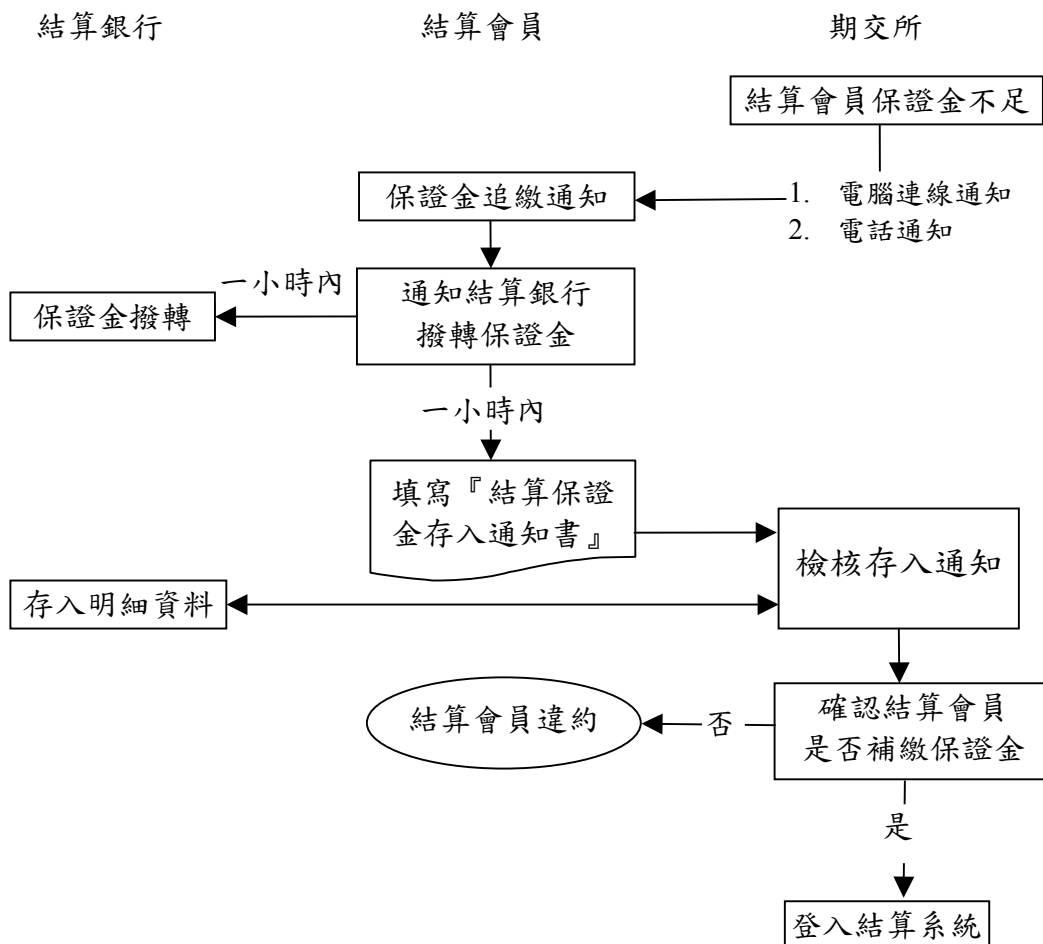 結算銀行
結算會員
期交所
結算會員保證金不足
保證金追繳通知
1. 電腦連線通知
2. 電話通知
一小時內
保證金撥轉
通知結算銀行
撥轉保證金
一小時內
填寫『結算保證
金存入通知書』
檢核存入通知
存入明細資料
結算會員違約
否
確認結算會員
是否補繳保證金
是
登入結算系統